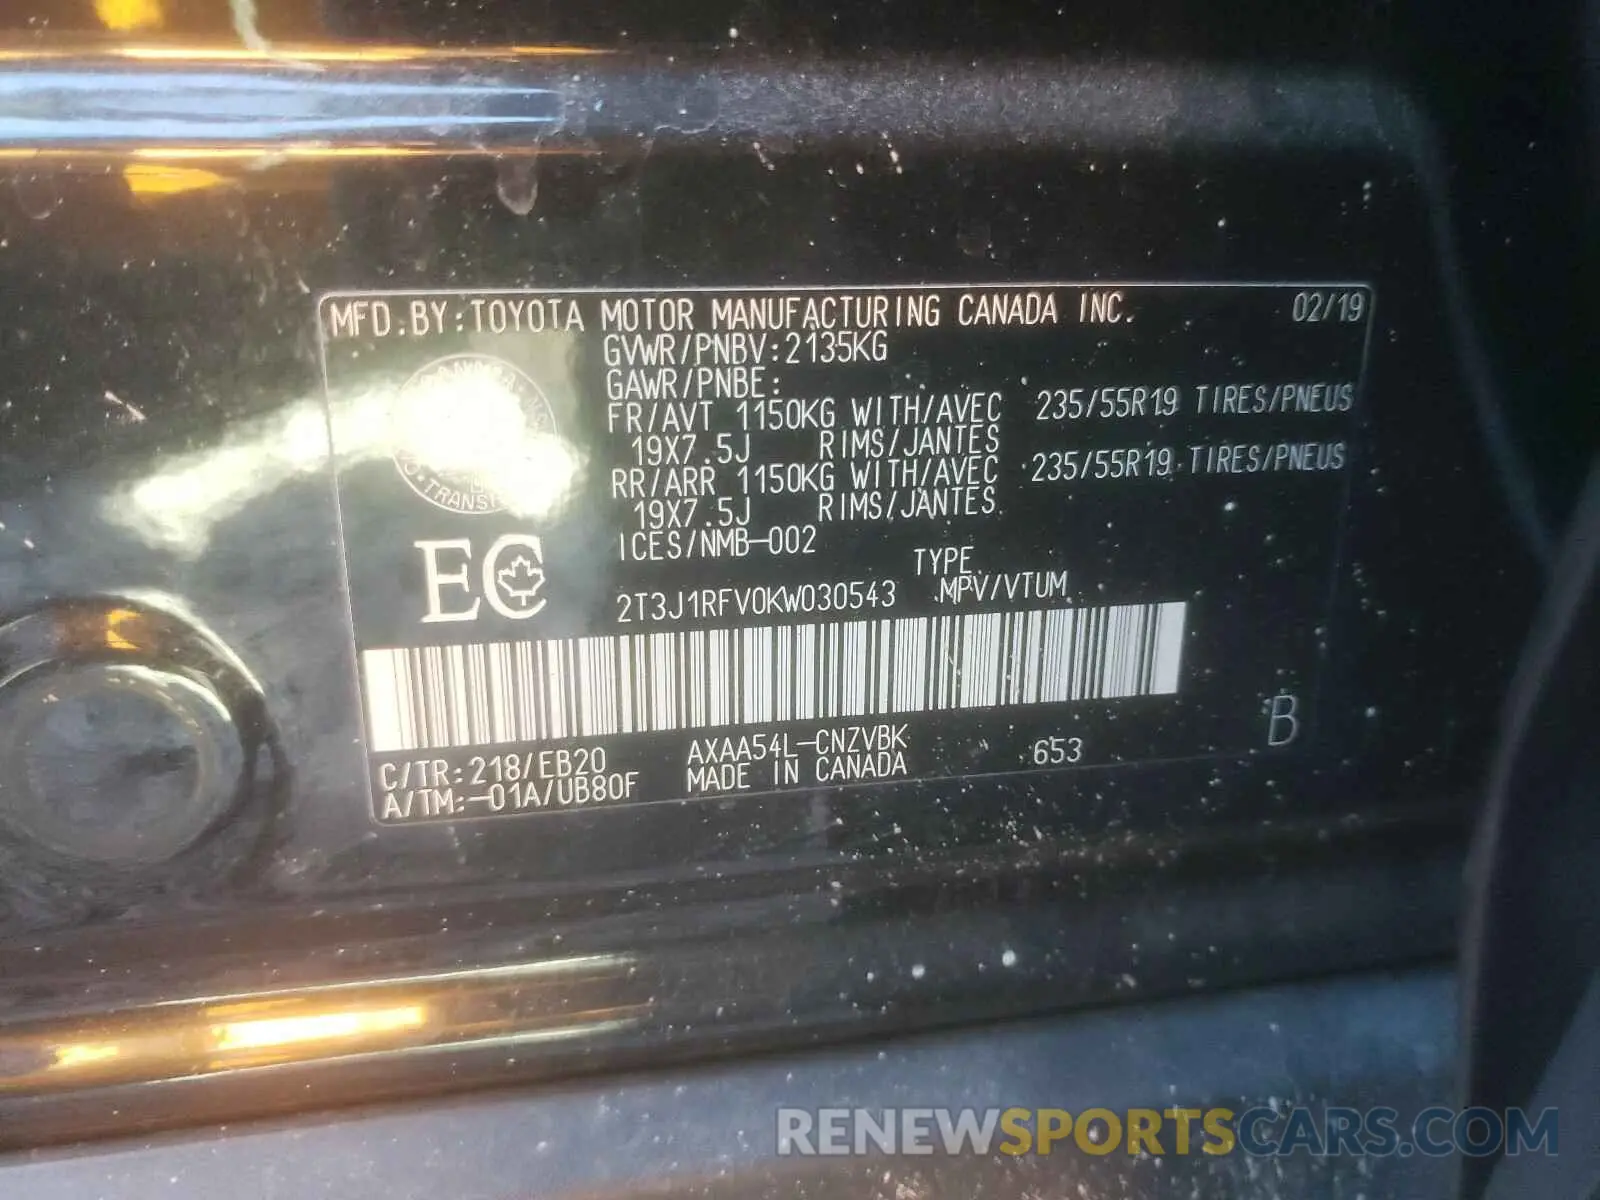 MFD.BY:TOYOTA MOTOR MANUFACTURING CANADA INC. 02/19
GVWR/PNBV:2135KG
GAWR/PNBE:
FR/AVT 1150KG WITH/AVEC 235/55R19 TIRES/PNEUS
19X7.5J RIMS/JANTES
RR/ARR 1150KG WITH/AVEC 235/55R19 TIRES/PNEUS
19X7.5J RIMS/JANTES
ICES/NMB-002
EC
TYPE
2T3J1RFV0KW030543 MPV/VTUM
C/TR:218/EB20 AXAA54L-CNZVBK 653 B
A/TM:-01A/UB80F MADE IN CANADA
RENEWSPORTSCARS.COM